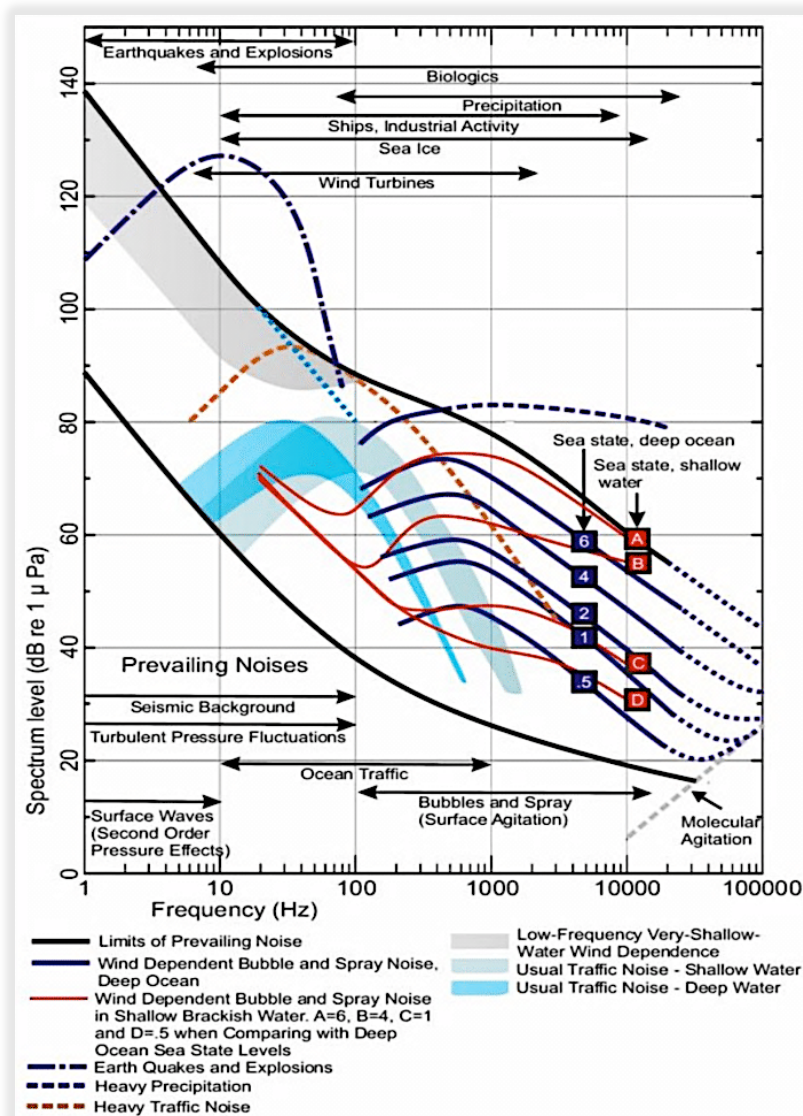 Earthquakes and Explosions
Biologics
Precipitation
Ships, Industrial Activity
Sea Ice
Wind Turbines
140
120
100
80
60
40
20
0
Spectrum level (dB re 1 µ Pa)
Sea state, deep ocean
Sea state, shallow
water
6
4
2
1
.5
A
B
C
D
Prevailing Noises
Seismic Background
Turbulent Pressure Fluctuations
Ocean Traffic
Bubbles and Spray
(Surface Agitation)
Surface Waves
(Second Order
Pressure Effects)
Molecular
Agitation
1
10
100
1000
10000
100000
Frequency (Hz)
Limits of Prevailing Noise
Wind Dependent Bubble and Spray Noise,
Deep Ocean
Wind Dependent Bubble and Spray Noise
in Shallow Brackish Water. A=6, B=4, C=1
and D=.5 when Comparing with Deep
Ocean Sea State Levels
Earth Quakes and Explosions
Heavy Precipitation
Heavy Traffic Noise
Low-Frequency Very-Shallow-
Water Wind Dependence
Usual Traffic Noise - Shallow Water
Usual Traffic Noise - Deep Water